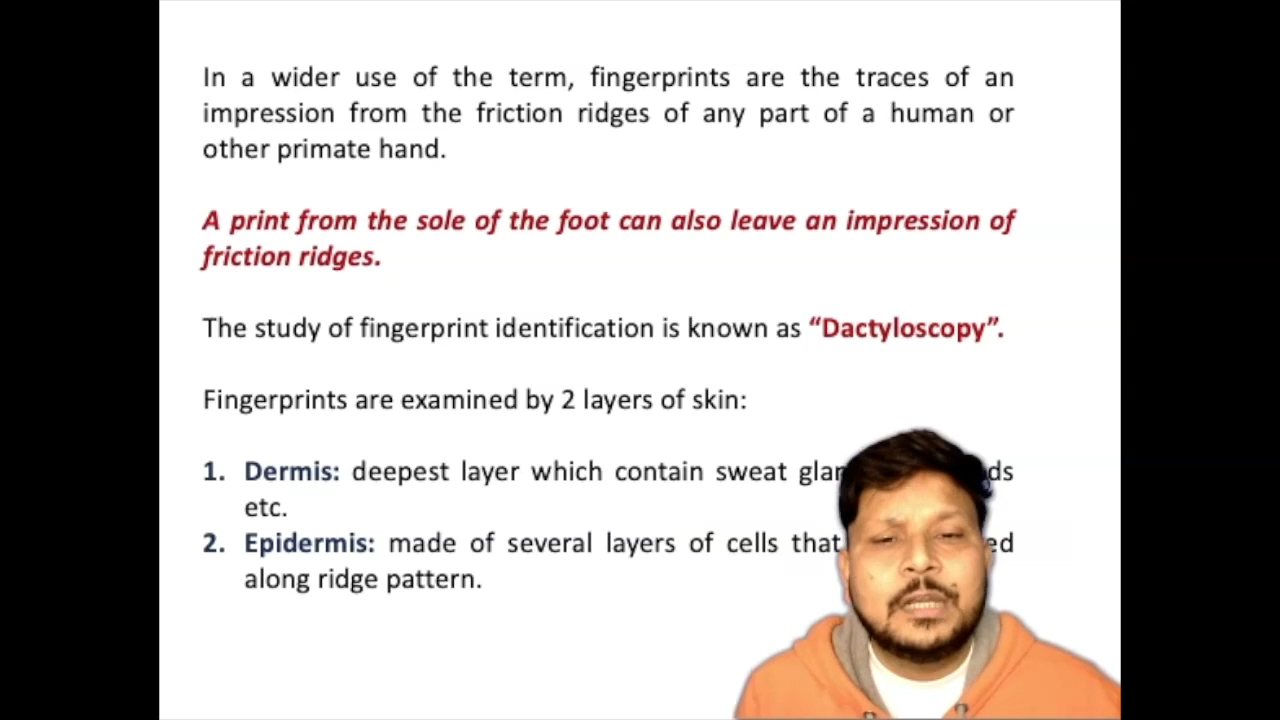 In a wider use of the term, fingerprints are the traces of an
impression from the friction ridges of any part of a human or
other primate hand.
A print from the sole of the foot can also leave an impression of
friction ridges.
The study of fingerprint identification is known as “Dactyloscopy”.
Fingerprints are examined by 2 layers of skin:
1. Dermis: deepest layer which contain sweat
etc.
2. Epidermis: made of several layers of cells that
along ridge pattern.